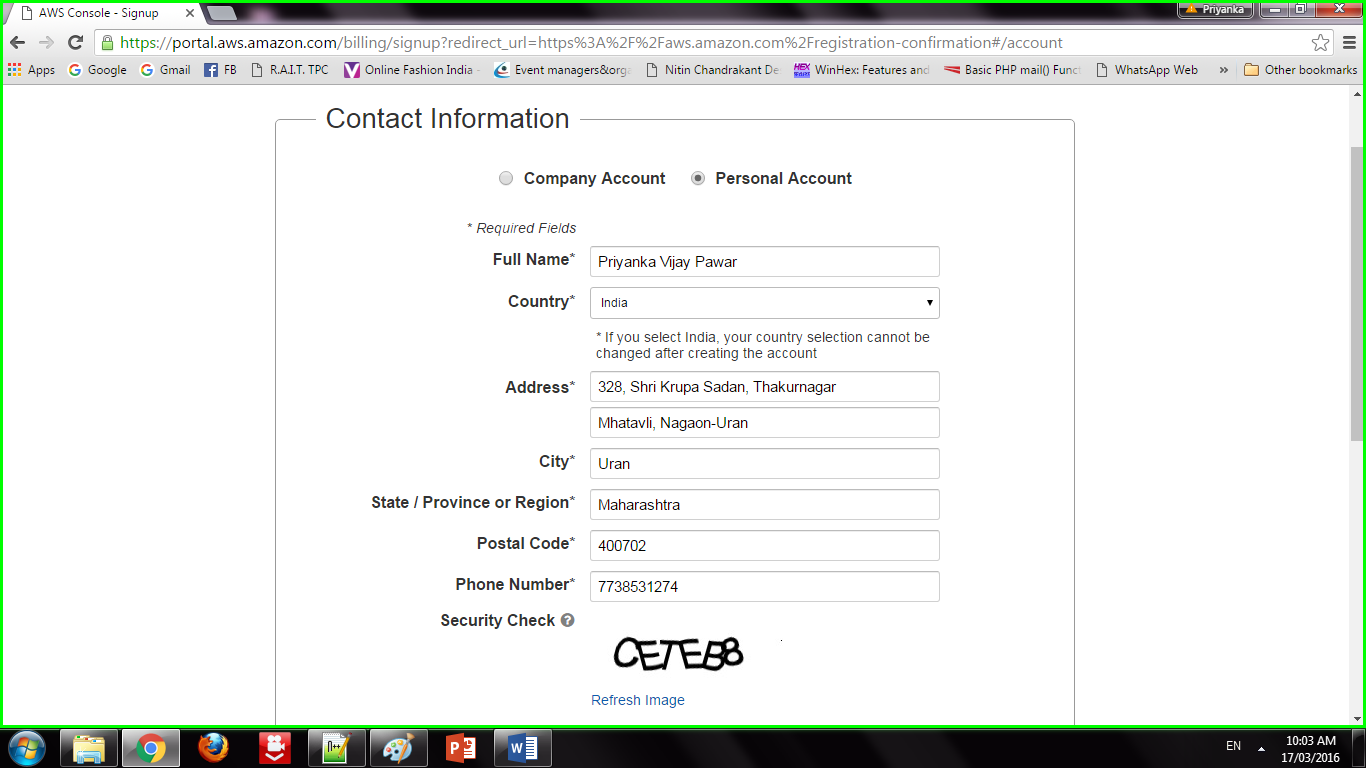 AWS Console - Signup
Priyanka
https://portal.aws.amazon.com/billing/signup?redirect_url=https%3A%2F%2Faws.amazon.com%2Fregistration-confirmation#/account
Apps Google Gmail FB R.A.I.T. TPC Online Fashion India - Event managers&orga Nitin Chandrakant De WinHex: Features and Basic PHP mail() Funct WhatsApp Web » Other bookmarks
Contact Information
Company Account Personal Account
* Required Fields
Full Name* Priyanka Vijay Pawar
Country* India
* If you select India, your country selection cannot be
changed after creating the account
Address* 328, Shri Krupa Sadan, Thakurnagar
Mhatavli, Nagaon-Uran
City* Uran
State / Province or Region* Maharashtra
Postal Code* 400702
Phone Number* 7738531274
Security Check ?
CETEB8
Refresh Image
EN 10:03 AM
17/03/2016